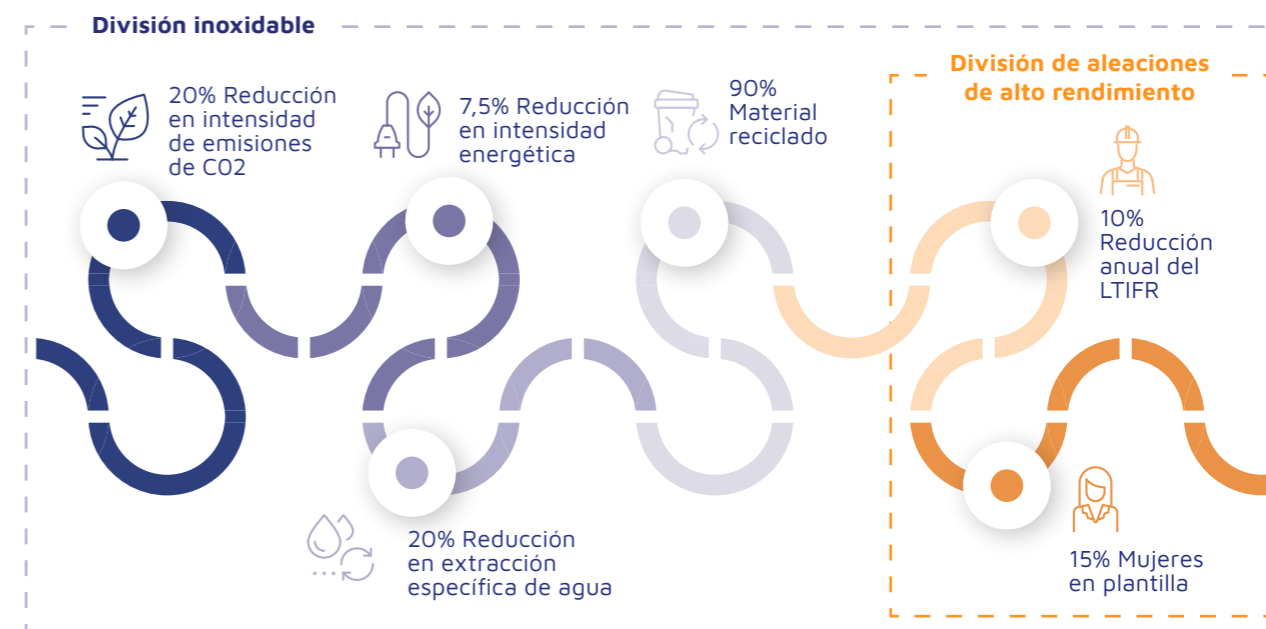 División inoxidable
20% Reducción
en intensidad
de emisiones
de CO2
7,5% Reducción
en intensidad
energética
90%
Material
reciclado
División de aleaciones
de alto rendimiento
10%
Reducción
anual del
LTIFR
20% Reducción
en extracción
específica de agua
15% Mujeres
en plantilla